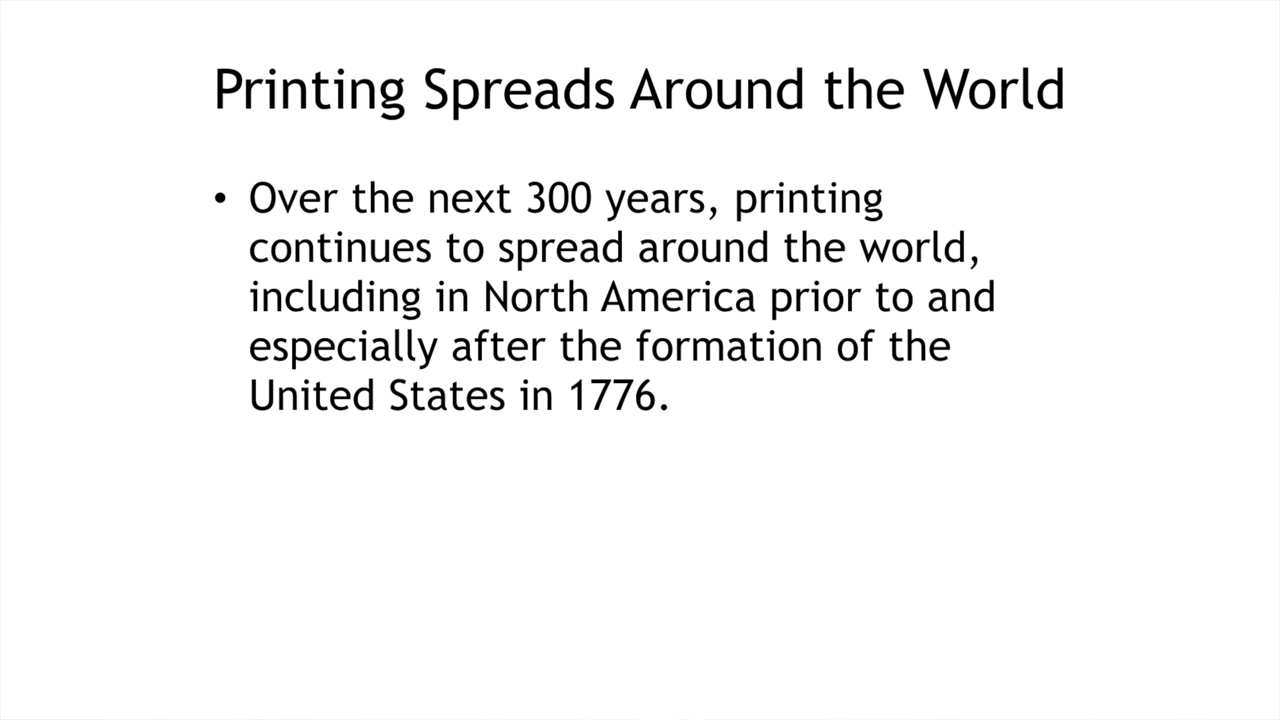 Printing Spreads Around the World
• Over the next 300 years, printing
continues to spread around the world,
including in North America prior to and
especially after the formation of the
United States in 1776.